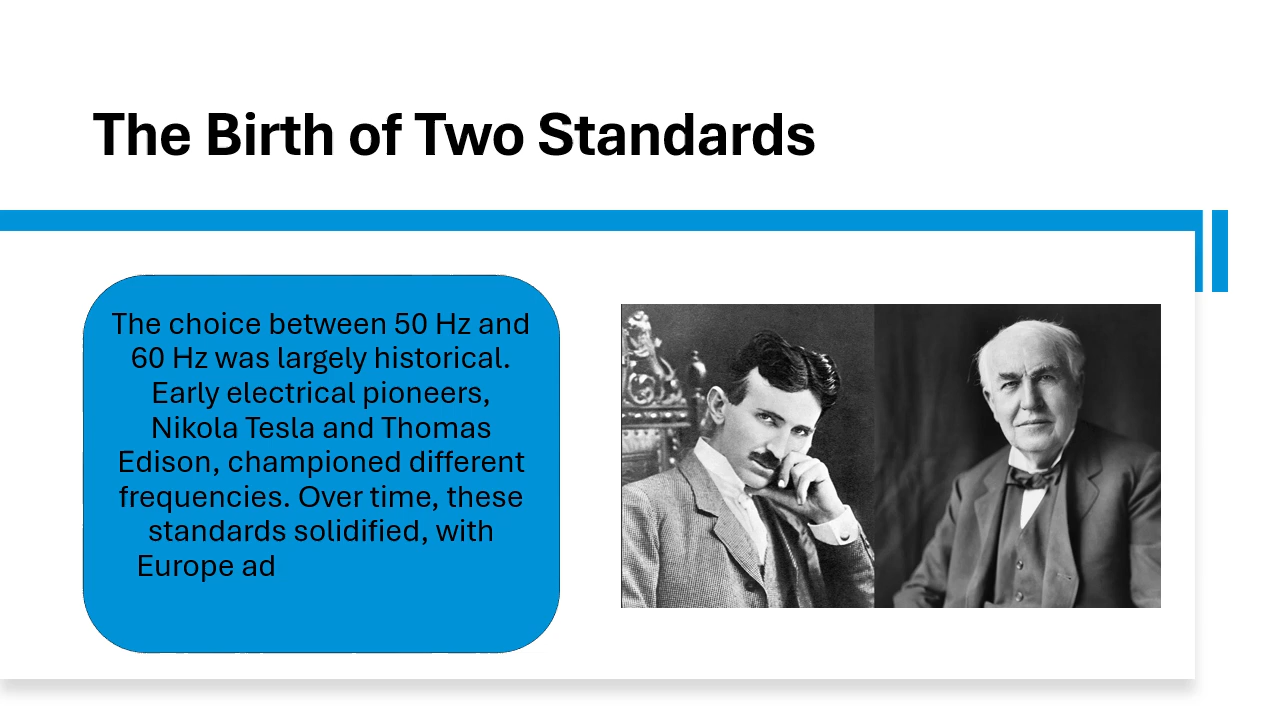 The Birth of Two Standards
The choice between 50 Hz and
60 Hz was largely historical.
Early electrical pioneers,
Nikola Tesla and Thomas
Edison, championed different
frequencies. Over time, these
standards solidified, with
Europe ad